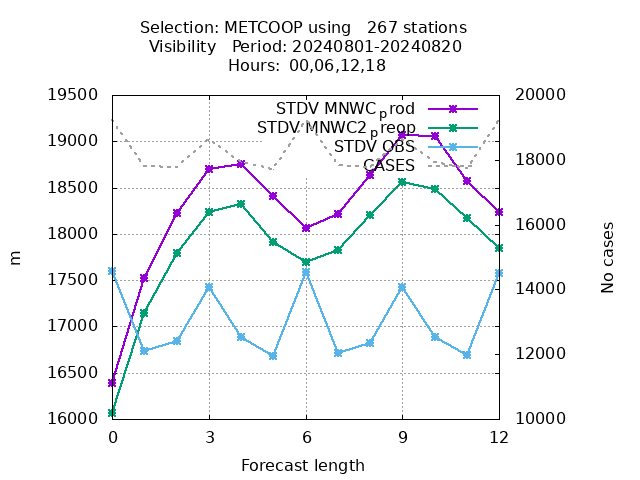 Selection: METCOOP using   267 stations
Visibility   Period: 20240801-20240820
Hours: 00,06,12,18
19500
19000
18500
18000
17500
17000
16500
16000
20000
18000
16000
14000
12000
10000
STDV MNWC_prod
STDV MNWC2_preop
STDV OBS
CASES
m
No cases
0
3
6
9
12
Forecast length